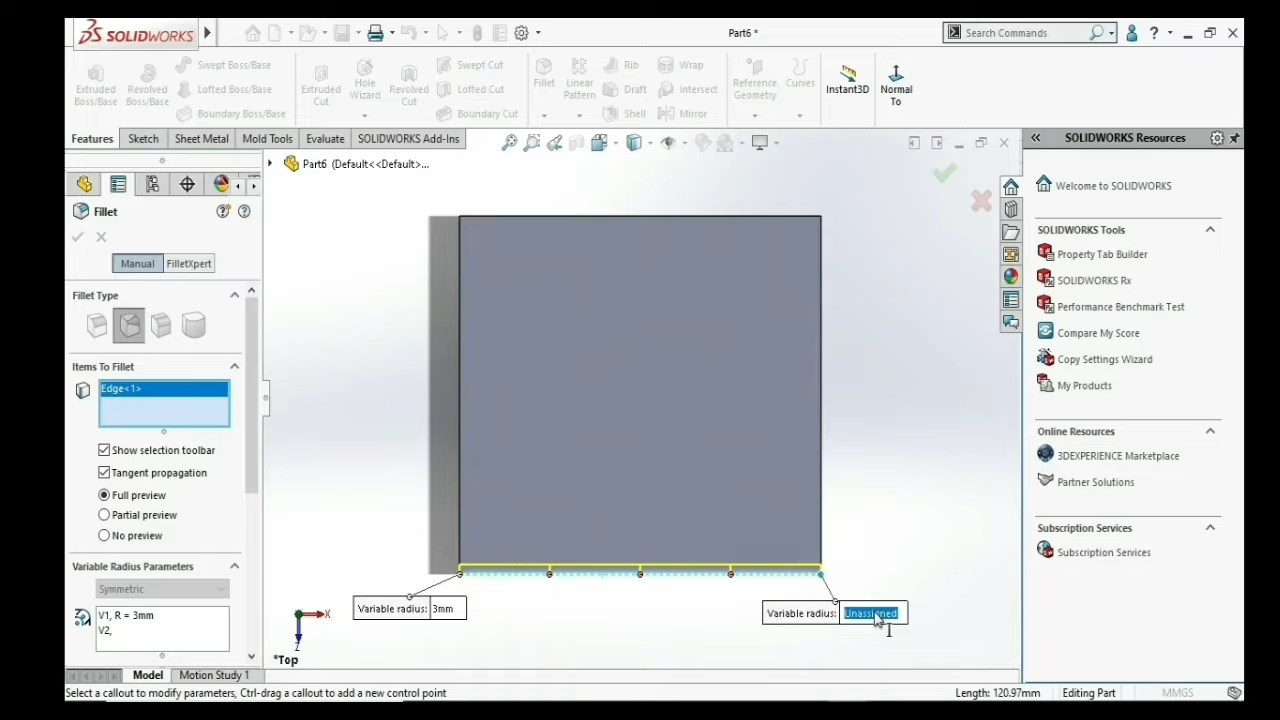 SOLIDWORKS
Part6 *
Search Commands
Extruded Boss/Base
Revolved Boss/Base
Swept Boss/Base
Lofted Boss/Base
Boundary Boss/Base
Extruded Cut
Hole Wizard
Revolved Cut
Swept Cut
Lofted Cut
Boundary Cut
Fillet
Linear Pattern
Rib
Draft
Shell
Wrap
Intersect
Mirror
Reference Geometry
Curves
Instant3D
Normal To
Features
Sketch
Sheet Metal
Mold Tools
Evaluate
SOLIDWORKS Add-Ins
Part6 (Default<<Default>...
Fillet
Manual
FilletXpert
Fillet Type
Items To Fillet
Edge<1>
Show selection toolbar
Tangent propagation
Full preview
Partial preview
No preview
Variable Radius Parameters
Symmetric
V1, R = 3mm
V2,
Variable radius: 3mm
Variable radius: Unassigned
X
Z
*Top
Model
Motion Study 1
Select a callout to modify parameters, Ctrl-drag a callout to add a new control point
Length: 120.97mm
Editing Part
MMGS
SOLIDWORKS Resources
Welcome to SOLIDWORKS
SOLIDWORKS Tools
Property Tab Builder
SOLIDWORKS Rx
Performance Benchmark Test
Compare My Score
Copy Settings Wizard
My Products
Online Resources
3DEXPERIENCE Marketplace
Partner Solutions
Subscription Services
Subscription Services